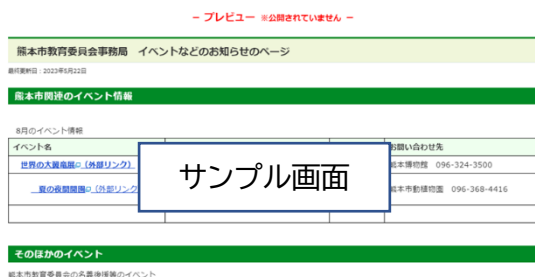 － プレビュー ※公開されていません －
熊本市教育委員会事務局　イベントなどのお知らせのページ
最終更新日：2023年5月22日
熊本市関連のイベント情報
8月のイベント情報
イベント名
お問い合わせ先
世界の大翼竜展（外部リンク）
熊本博物館　096-324-3500
サンプル画面
夏の夜間開園（外部リンク
熊本市動植物園　096-368-4416
そのほかのイベント
熊本市教育委員会の名義後援等のイベント